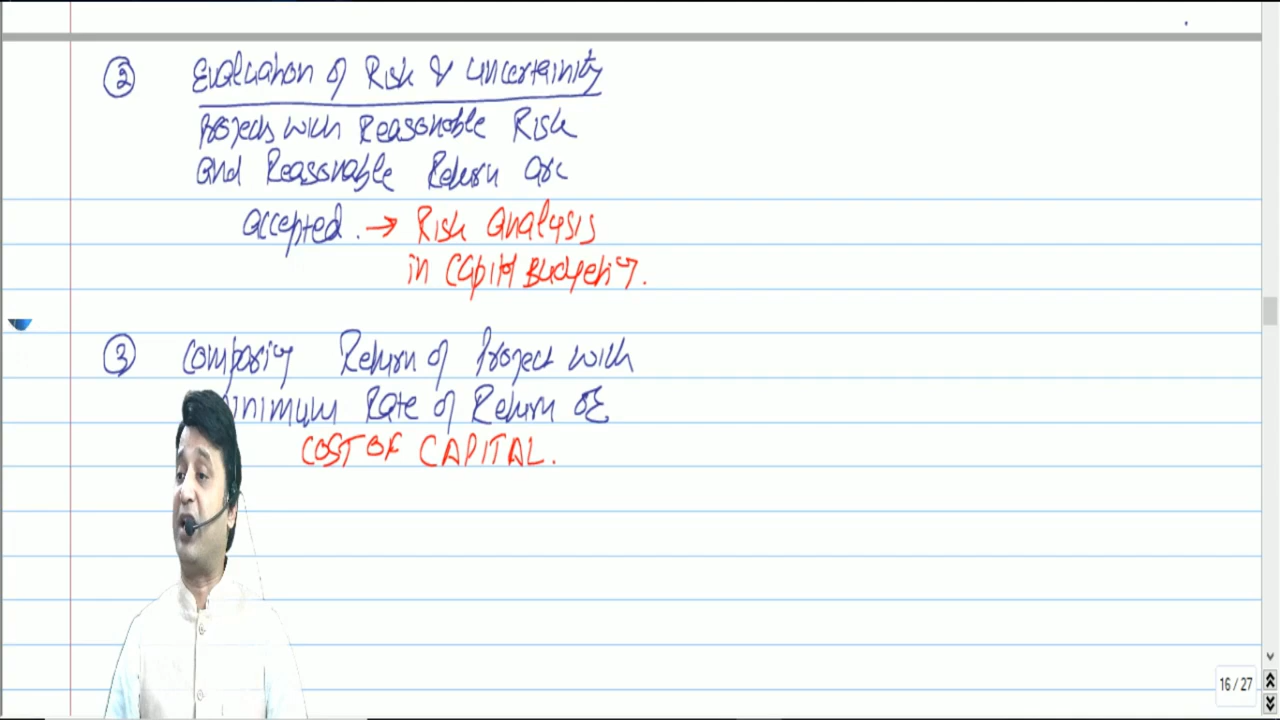 ② Evaluation of Risk & Uncertainity
Projects with Reasonable Risk
and Reasonable Return are
accepted. → Risk Analysis
in Capital Budgeting.
③ Comparing Return of Project with
Minimum Rate of Return or
COST OF CAPITAL.
16 / 27